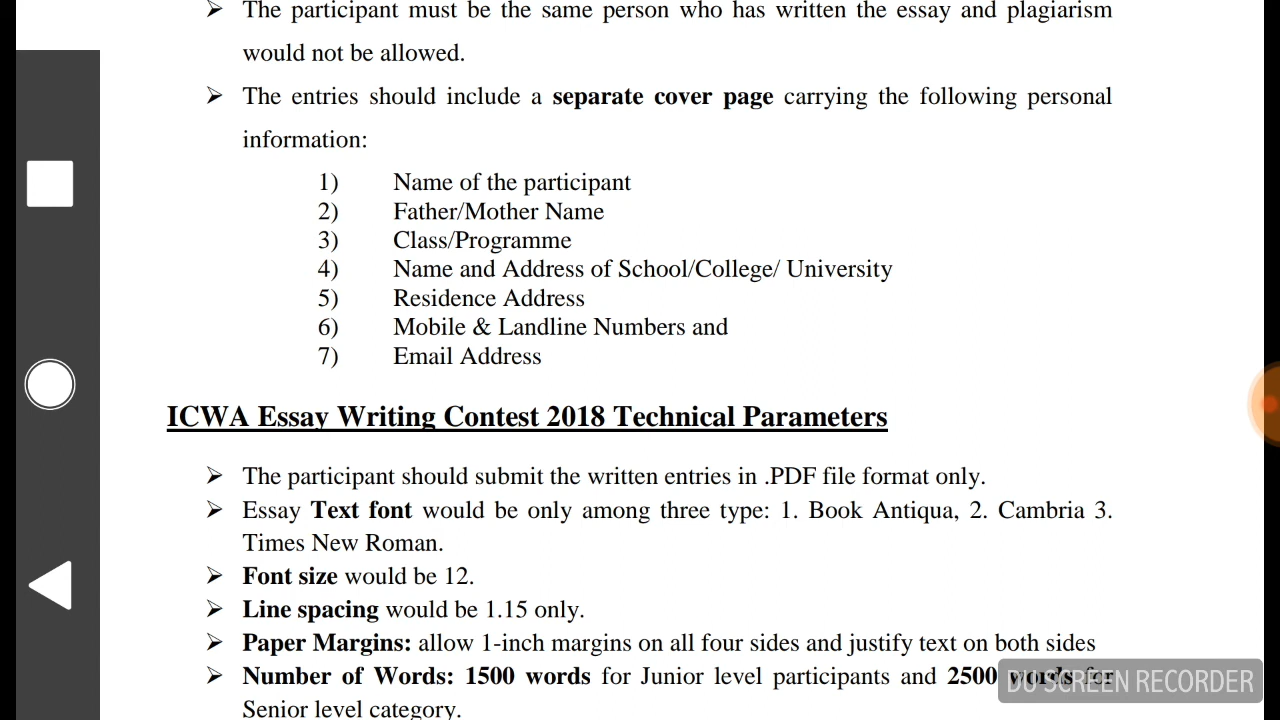 ➢ The participant must be the same person who has written the essay and plagiarism
would not be allowed.
➢ The entries should include a separate cover page carrying the following personal
information:
1) Name of the participant
2) Father/Mother Name
3) Class/Programme
4) Name and Address of School/College/ University
5) Residence Address
6) Mobile & Landline Numbers and
7) Email Address
ICWA Essay Writing Contest 2018 Technical Parameters
➢ The participant should submit the written entries in .PDF file format only.
➢ Essay Text font would be only among three type: 1. Book Antiqua, 2. Cambria 3.
Times New Roman.
➢ Font size would be 12.
➢ Line spacing would be 1.15 only.
➢ Paper Margins: allow 1-inch margins on all four sides and justify text on both sides
➢ Number of Words: 1500 words for Junior level participants and 2500 words for
Senior level category.
DU SCREEN RECORDER